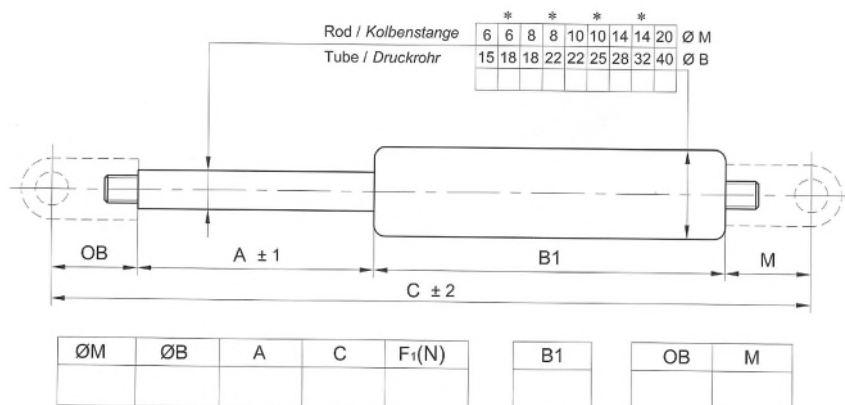 * * * *
Rod / Kolbenstange 6 6 8 8 10 10 14 14 20 Ø M
Tube / Druckrohr 15 18 18 22 22 25 28 32 40 Ø B
OB A ± 1 B1 M
C ± 2
ØM ØB A C F₁(N) B1 OB M